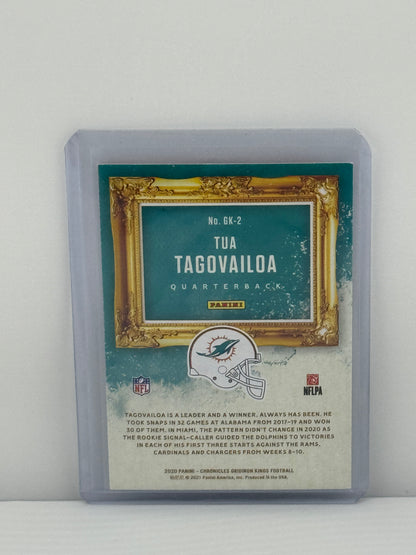 No. GK-2
TUA
TAGOVAILOA
QUARTERBACK
PANINI
NFL
NFLPA
TAGOVAILOA IS A LEADER AND A WINNER. ALWAYS HAS BEEN. HE
TOOK SNAPS IN 32 GAMES AT ALABAMA FROM 2017-19 AND WON
30 OF THEM. IN MIAMI, THE PATTERN DIDN'T CHANGE IN 2020 AS
THE ROOKIE SIGNAL-CALLER GUIDED THE DOLPHINS TO VICTORIES
IN EACH OF HIS FIRST THREE STARTS AGAINST THE RAMS,
CARDINALS AND CHARGERS FROM WEEKS 8-10.
2020 PANINI - CHRONICLES GRIDIRON KINGS FOOTBALL
© 2021 Panini America, Inc. Produced in the USA.